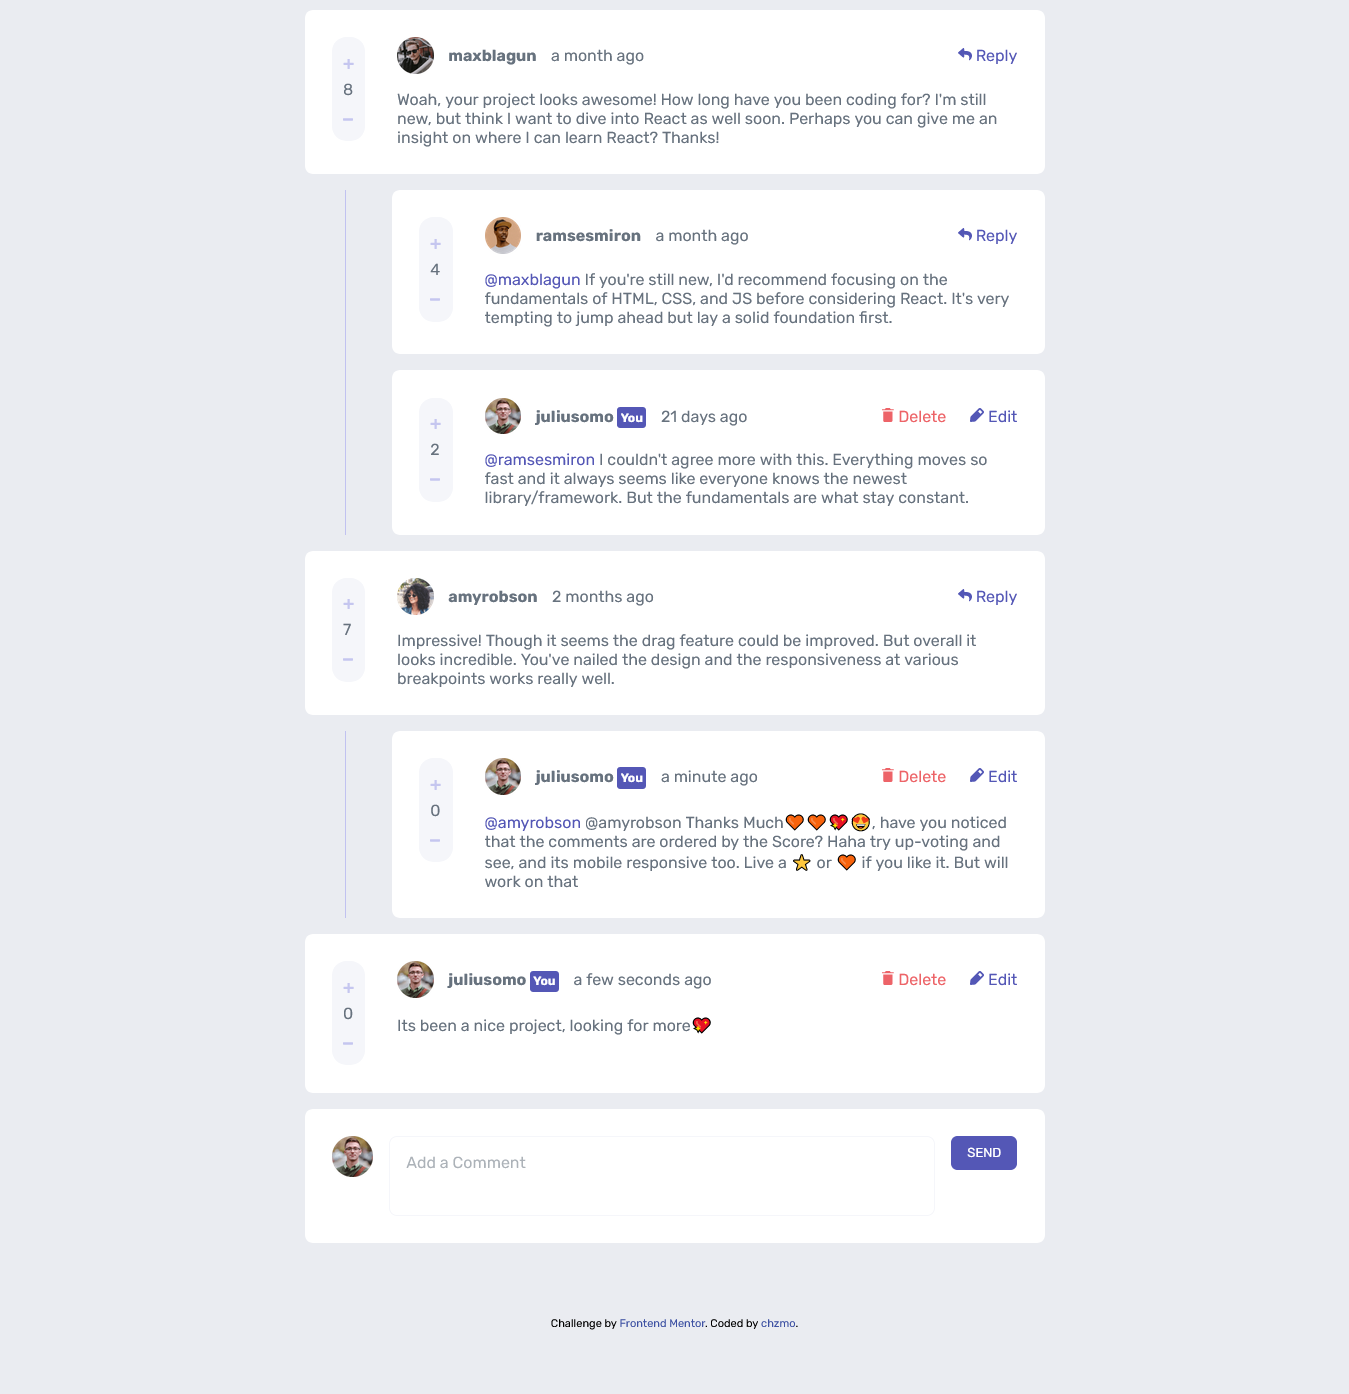 +
8
−
maxblagun a month ago Reply
Woah, your project looks awesome! How long have you been coding for? I'm still
new, but think I want to dive into React as well soon. Perhaps you can give me an
insight on where I can learn React? Thanks!
+
4
−
ramsesmiron a month ago Reply
@maxblagun If you're still new, I'd recommend focusing on the
fundamentals of HTML, CSS, and JS before considering React. It's very
tempting to jump ahead but lay a solid foundation first.
+
2
−
juliusomo You 21 days ago Delete Edit
@ramsesmiron I couldn't agree more with this. Everything moves so
fast and it always seems like everyone knows the newest
library/framework. But the fundamentals are what stay constant.
+
7
−
amyrobson 2 months ago Reply
Impressive! Though it seems the drag feature could be improved. But overall it
looks incredible. You've nailed the design and the responsiveness at various
breakpoints works really well.
+
0
−
juliusomo You a minute ago Delete Edit
@amyrobson @amyrobson Thanks Much🧡🧡💖😍, have you noticed
that the comments are ordered by the Score? Haha try up-voting and
see, and its mobile responsive too. Live a ⭐ or 🧡 if you like it. But will
work on that
+
0
−
juliusomo You a few seconds ago Delete Edit
Its been a nice project, looking for more💖
Add a Comment
SEND
Challenge by Frontend Mentor. Coded by chzmo.